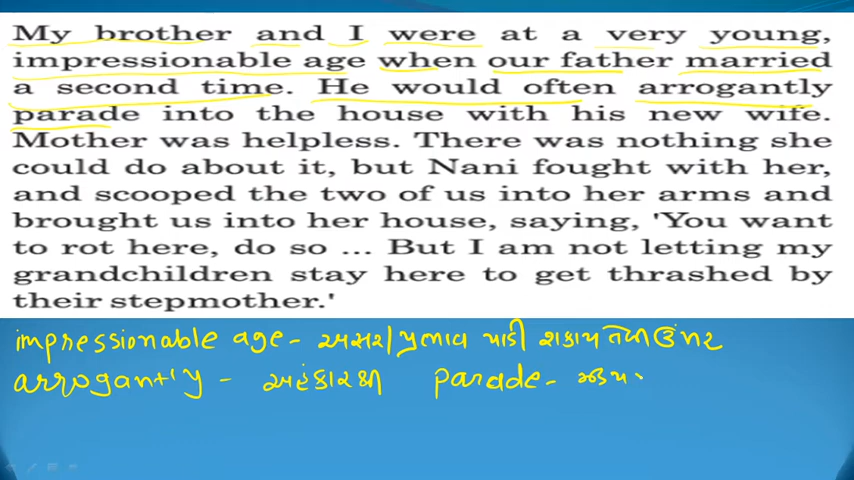 My brother and I were at a very young,
impressionable age when our father married
a second time. He would often arrogantly
parade into the house with his new wife.
Mother was helpless. There was nothing she
could do about it, but Nani fought with her,
and scooped the two of us into her arms and
brought us into her house, saying, 'You want
to rot here, do so ... But I am not letting my
grandchildren stay here to get thrashed by
their stepmother.'
impressionable age - અસર/પ્રભાવ પાડી શકાય તેવી ઉંમર
arrogantly - અહંકારથી parade -